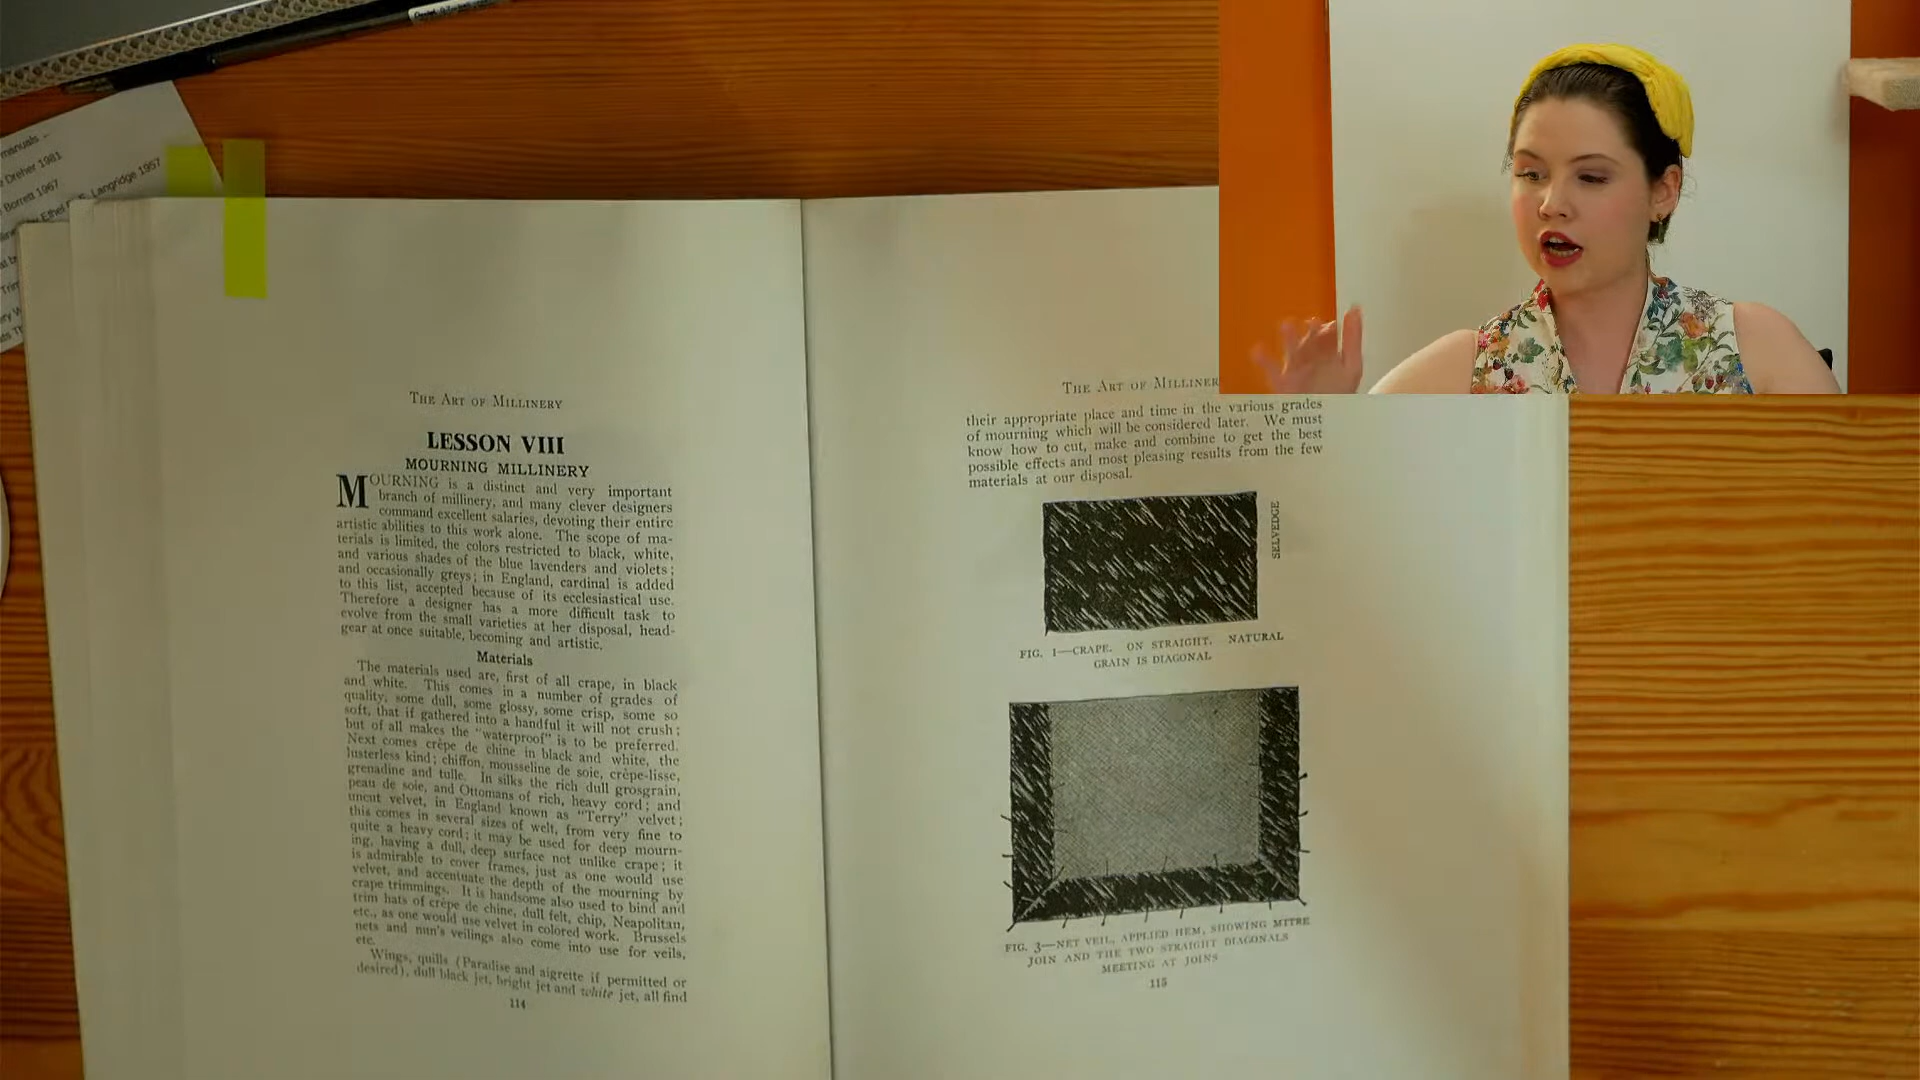 manuals
Dreher 1981
Borrett 1967
Ethel Langridge 1957
THE ART OF MILLINERY
LESSON VIII
MOURNING MILLINERY
MOURNING is a distinct and very important
branch of millinery, and many clever designers
command excellent salaries, devoting their entire
artistic abilities to this work alone. The scope of ma-
terials is limited, the colors restricted to black, white,
and various shades of the blue lavenders and violets;
and occasionally greys; in England, cardinal is added
to this list, accepted because of its ecclesiastical use.
Therefore a designer has a more difficult task to
evolve from the small varieties at her disposal, head-
gear at once suitable, becoming and artistic.
Materials
The materials used are, first of all crape, in black
and white. This comes in a number of grades of
quality, some dull, some glossy, some crisp, some so
soft, that if gathered into a handful it will not crush;
but of all makes the "waterproof" is to be preferred.
Next comes crêpe de chine in black and white, the
lusterless kind; chiffon, mousseline de soie, crêpe-lisse,
grenadine and tulle. In silks the rich dull grosgrain,
peau de soie, and Ottomans of rich, heavy cord; and
uncut velvet, in England known as "Terry" velvet;
this comes in several sizes of welt, from very fine to
quite a heavy cord; it may be used for deep mourn-
ing, having a dull, deep surface not unlike crape; it
is admirable to cover frames, just as one would use
velvet, and accentuate the depth of the mourning by
crape trimmings. It is handsome also used to bind and
trim hats of crêpe de chine, dull felt, chip, Neapolitan,
etc., as one would use velvet in colored work. Brussels
nets and nun's veilings also come into use for veils,
etc.
Wings, quills (Paradise and aigrette if permitted or
desired), dull black jet, bright jet and white jet, all find
114
THE ART OF MILLINER
their appropriate place and time in the various grades
of mourning which will be considered later. We must
know how to cut, make and combine to get the best
possible effects and most pleasing results from the few
materials at our disposal.
SELVEDGE
FIG. 1—CRAPE. ON STRAIGHT. NATURAL
GRAIN IS DIAGONAL
FIG. 3—NET VEIL, APPLIED HEM, SHOWING MITRE
JOIN AND THE TWO STRAIGHT DIAGONALS
MEETING AT JOINS
115